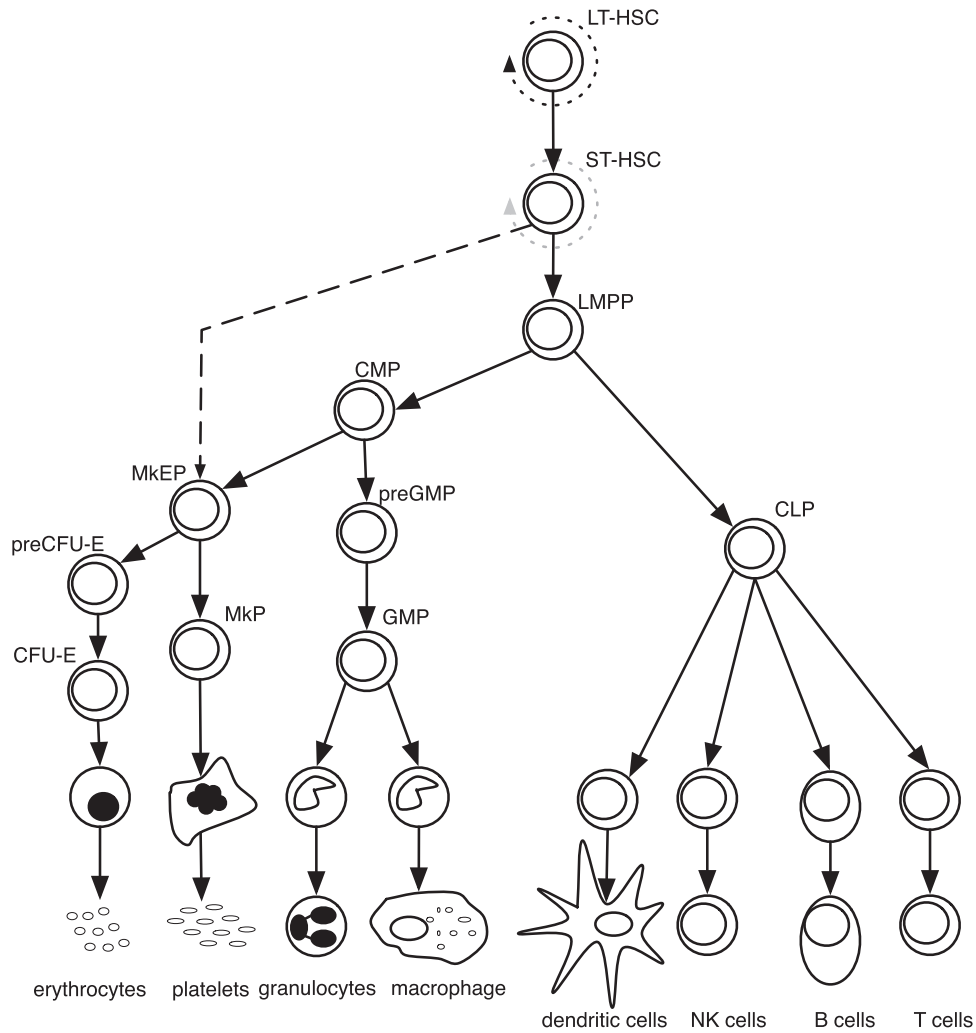 LT-HSC
ST-HSC
LMPP
CMP
MkEP
preGMP
CLP
preCFU-E
MkP
GMP
CFU-E
erythrocytes platelets granulocytes macrophage
dendritic cells NK cells B cells T cells